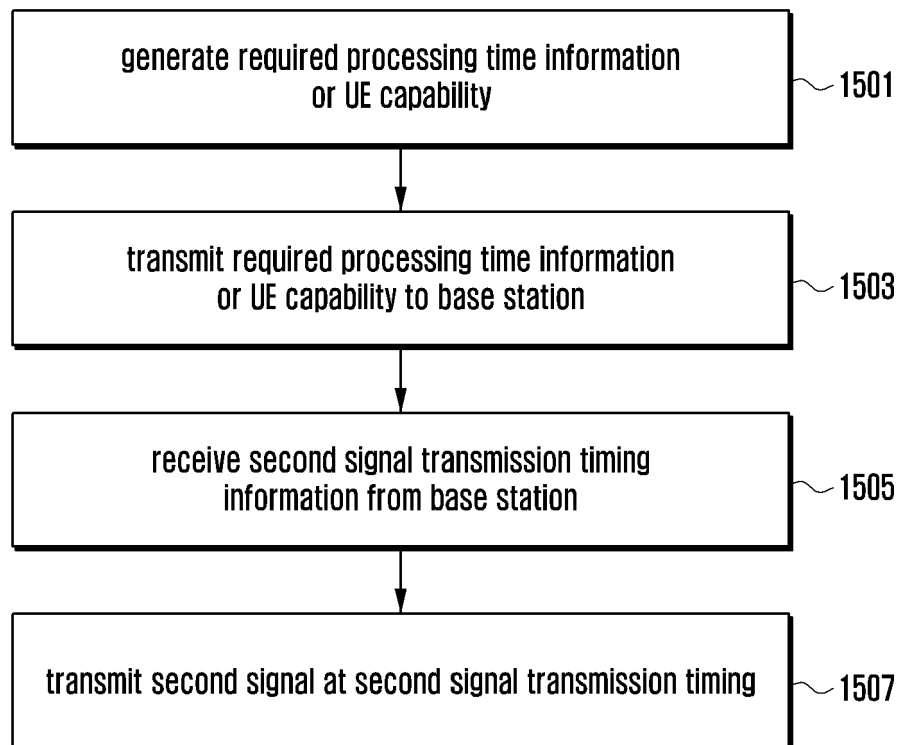 generate required processing time information
or UE capability
1501
transmit required processing time information
or UE capability to base station
1503
receive second signal transmission timing
information from base station
1505
transmit second signal at second signal transmission timing
1507